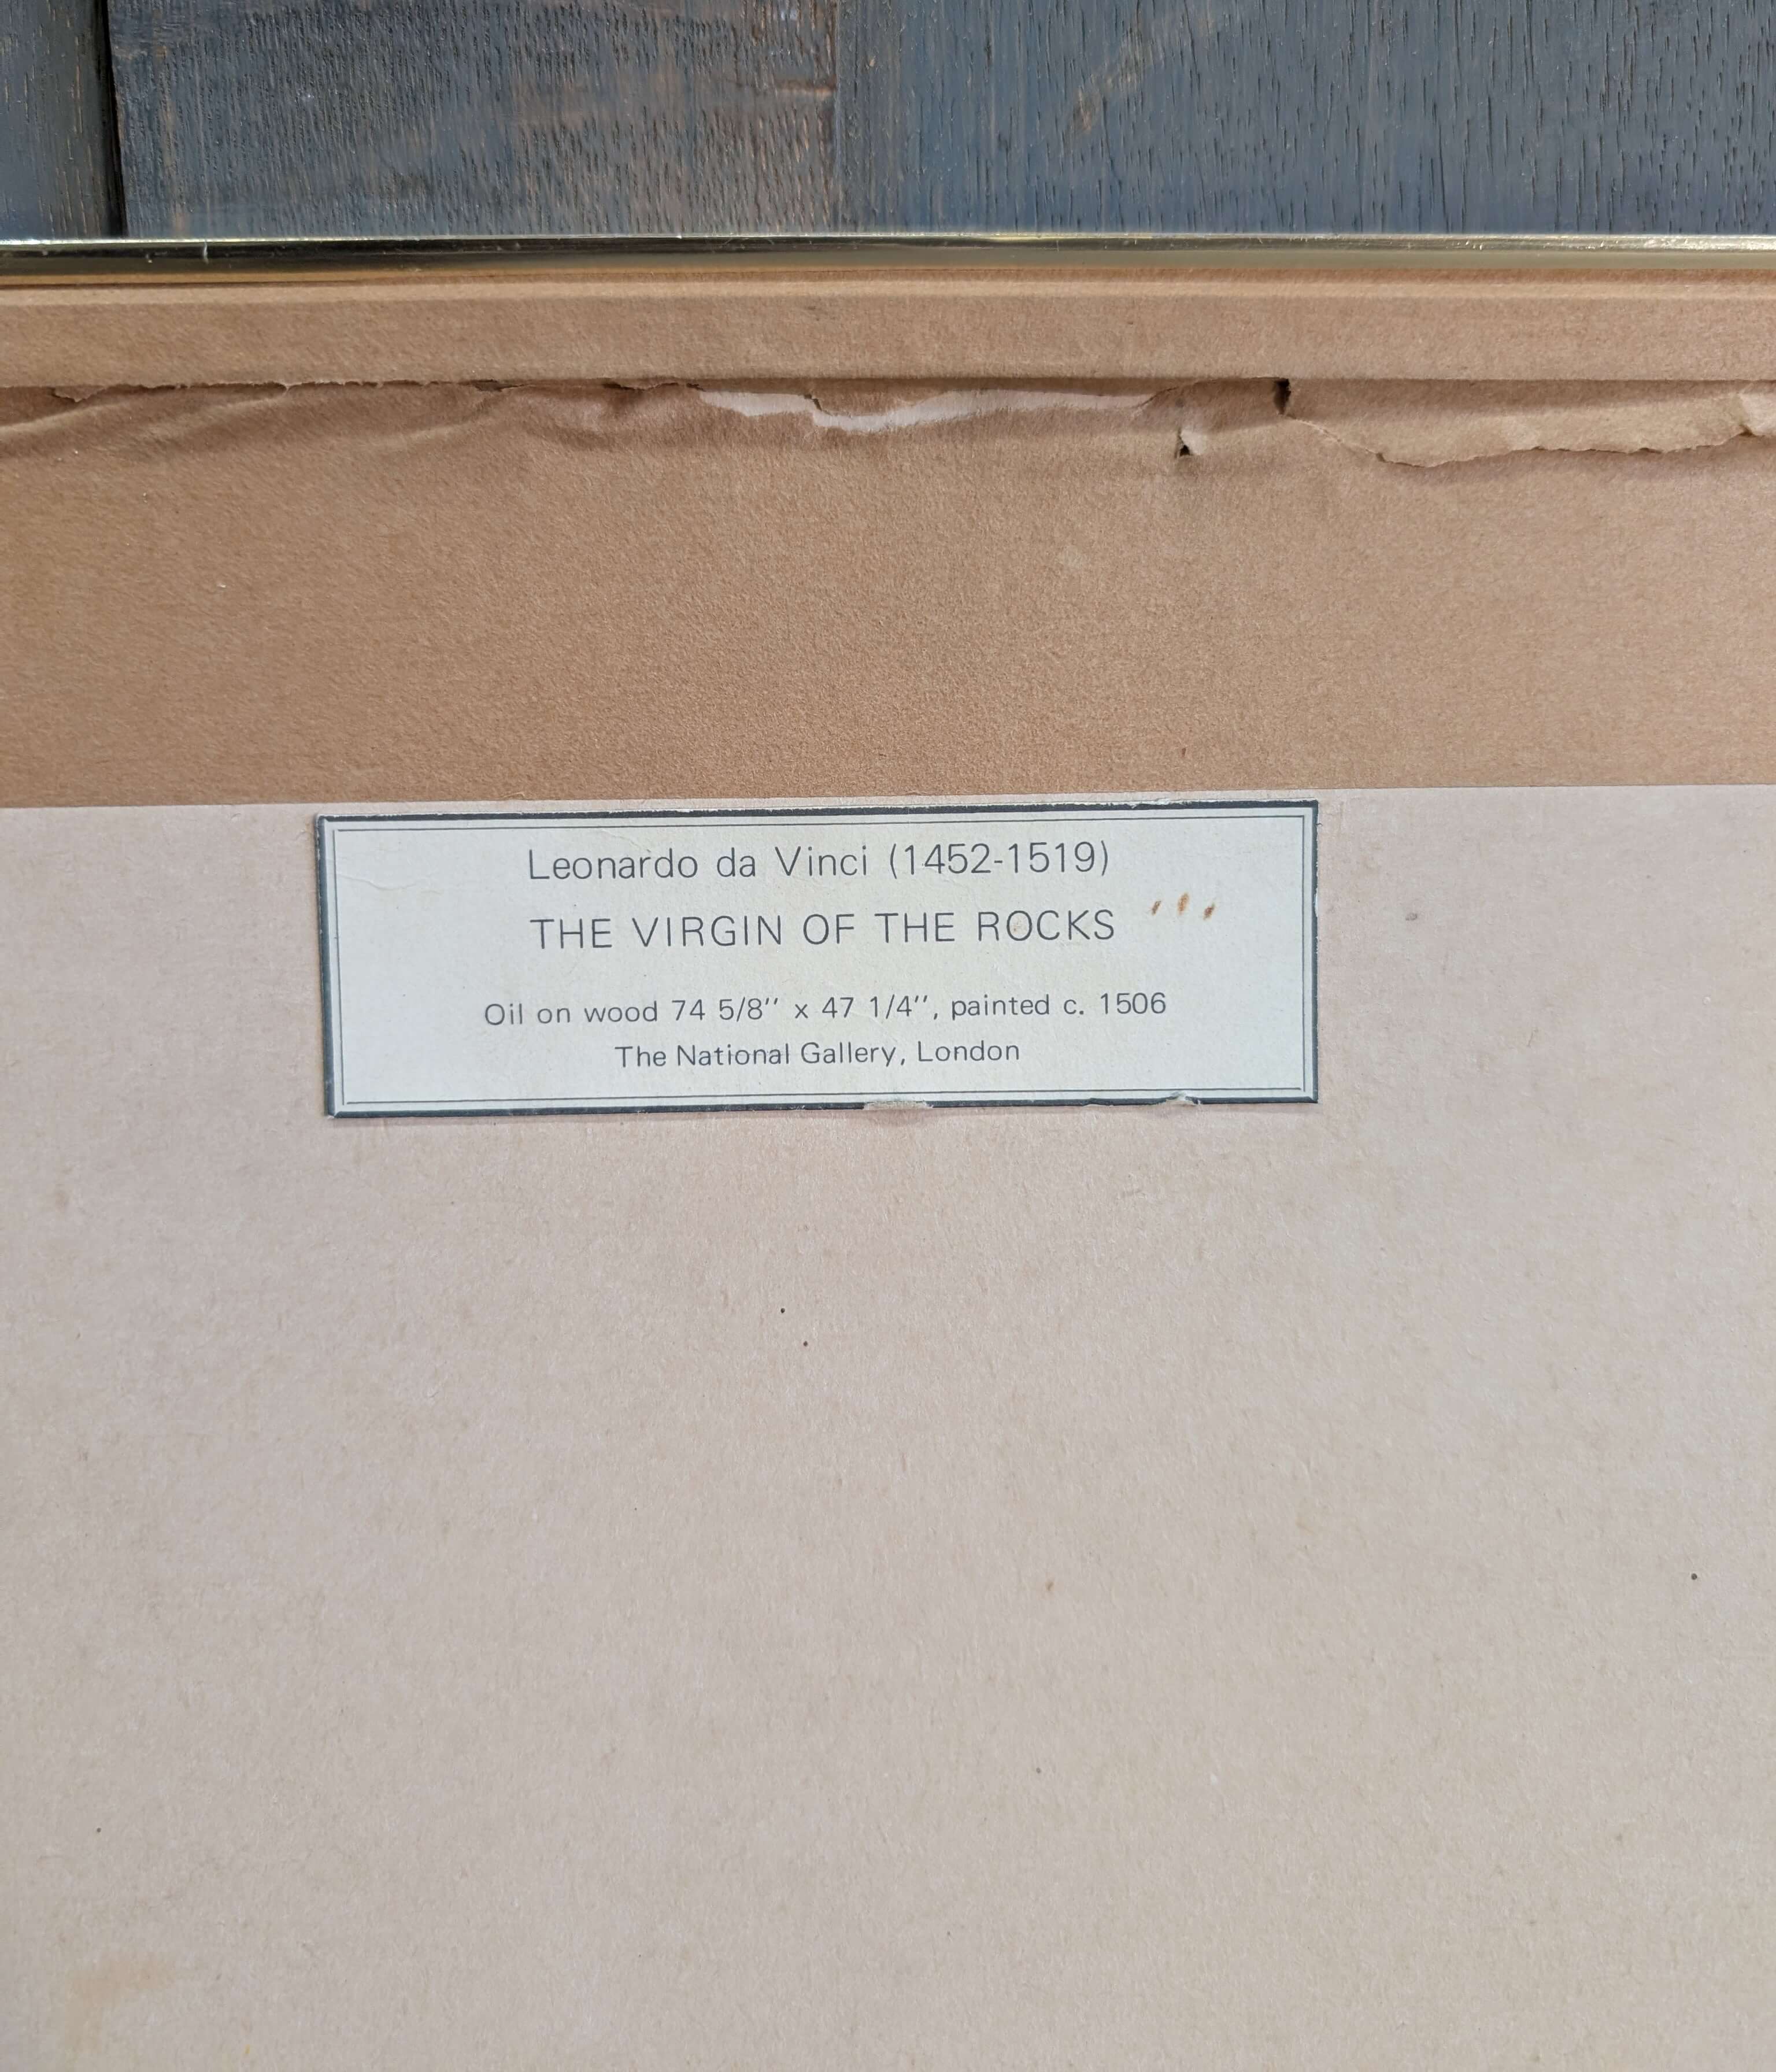 Leonardo da Vinci (1452-1519)
THE VIRGIN OF THE ROCKS
Oil on wood 74 5/8'' x 47 1/4'', painted c. 1506
The National Gallery, London